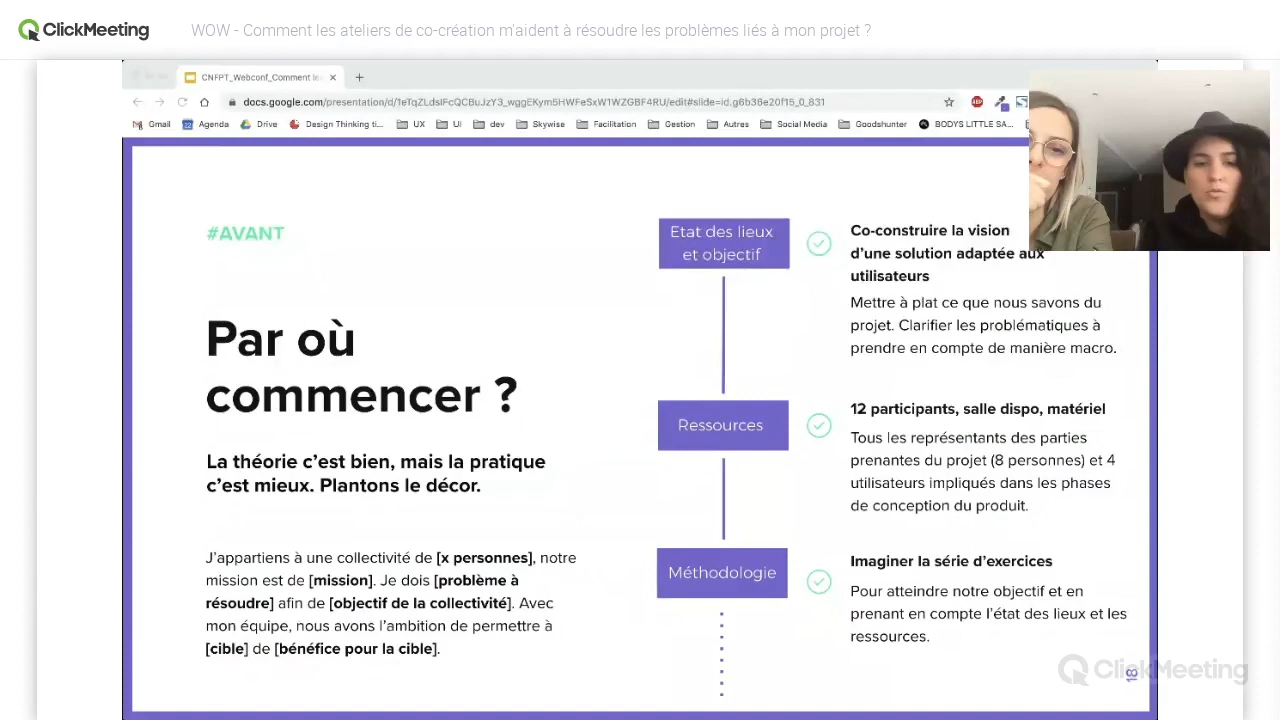 ClickMeeting
WOW - Comment les ateliers de co-création m'aident à résoudre les problèmes liés à mon projet ?
CNFPT_Webconf_Comment le
docs.google.com/presentation/d/
Gmail
Agenda
Drive
Design Thinking ti...
UX
UI
dev
Skywise
Facilitation
Gestion
Autres
Social Media
Goodshunter
BODYS LITTLE SA...
#AVANT
Par où
commencer ?
La théorie c'est bien, mais la pratique
c'est mieux. Plantons le décor.
J'appartiens à une collectivité de [x personnes], notre
mission est de [mission]. Je dois [problème à
résoudre] afin de [objectif de la collectivité]. Avec
mon équipe, nous avons l'ambition de permettre à
[cible] de [bénéfice pour la cible].
Etat des lieux
et objectif
Co-construire la vision
d'une solution adaptée aux
utilisateurs
Mettre à plat ce que nous savons du
projet. Clarifier les problématiques à
prendre en compte de manière macro.
Ressources
12 participants, salle dispo, matériel
Tous les représentants des parties
prenantes du projet (8 personnes) et 4
utilisateurs impliqués dans les phases
de conception du produit.
Méthodologie
Imaginer la série d'exercices
Pour atteindre notre objectif et en
prenant en compte l'état des lieux et les
ressources.
18
ClickMeeting